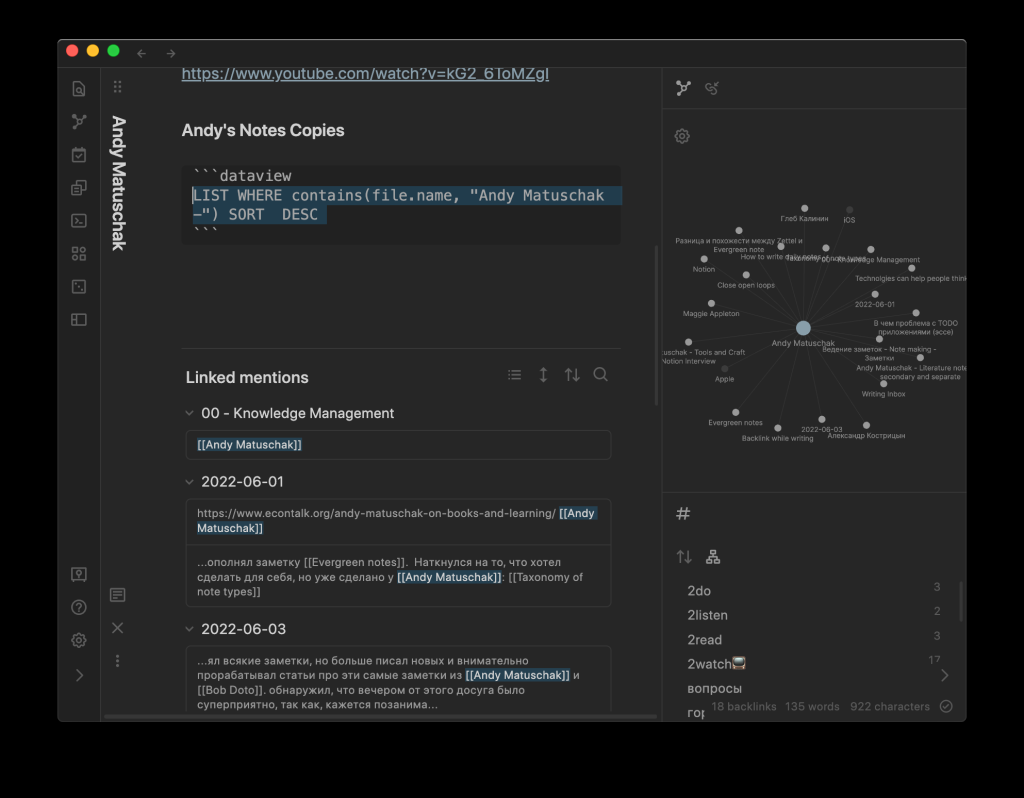 Andy Matuschak
https://www.youtube.com/watch?v=kG2_6ToMZgI
Andy's Notes Copies
```dataview
LIST WHERE contains(file.name, "Andy Matuschak
–") SORT  DESC
```
Linked mentions
00 - Knowledge Management
[[Andy Matuschak]]
2022-06-01
https://www.econtalk.org/andy-matuschak-on-books-and-learning/ [[Andy
Matuschak]]
...ополнял заметку [[Evergreen notes]].  Наткнулся на то, что хотел
сделать для себя, но уже сделано у [[Andy Matuschak]]: [[Taxonomy of
note types]]
2022-06-03
...ял всякие заметки, но больше писал новых и внимательно
прорабатывал статьи про эти самые заметки из [[Andy Matuschak]] и
[[Bob Doto]]. обнаружил, что вечером от этого досуга было
суперприятно, так как, кажется позанима...
Глеб Калинин
iOS
Разница и похожести между Zettel и
Evergreen note
How to write daily notes
Taxonomy of note types
00 - Knowledge Management
Notion
Technolgies can help people think
Close open loops
2022-06-01
Maggie Appleton
В чем проблема с TODO
приложениями (эссе)
Andy Matuschak
Ведение заметок - Note making -
Заметки
tuschak - Tools and Craft
Notion Interview
Andy Matuschak - Literature note
secondary and separate
Apple
Writing Inbox
Evergreen notes
2022-06-03
Backlink while writing
Александр Кострицын
#
2do 3
2listen 2
2read 3
2watch📺 17
вопросы
гор
18 backlinks 135 words 922 characters